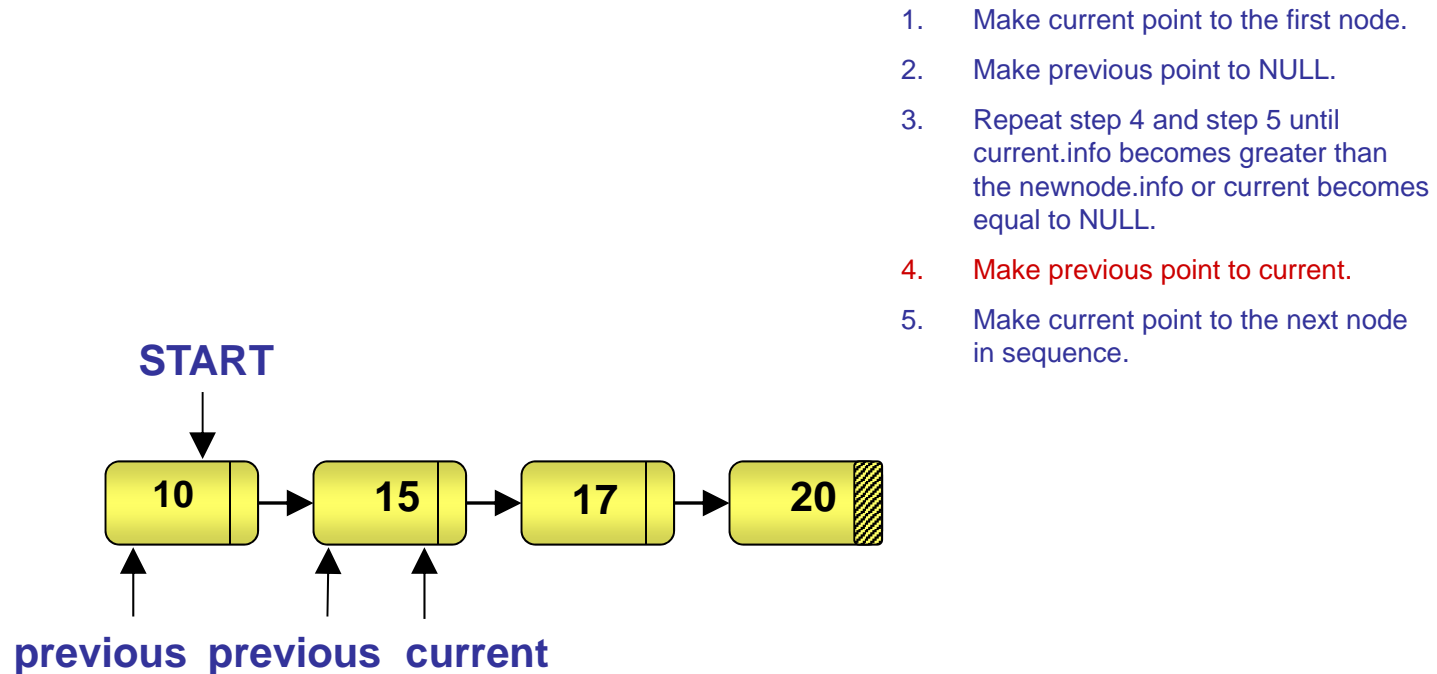 1. Make current point to the first node.
2. Make previous point to NULL.
3. Repeat step 4 and step 5 until
current.info becomes greater than
the newnode.info or current becomes
equal to NULL.
4. Make previous point to current.
5. Make current point to the next node
in sequence.
START
10 15 17 20
previous previous current